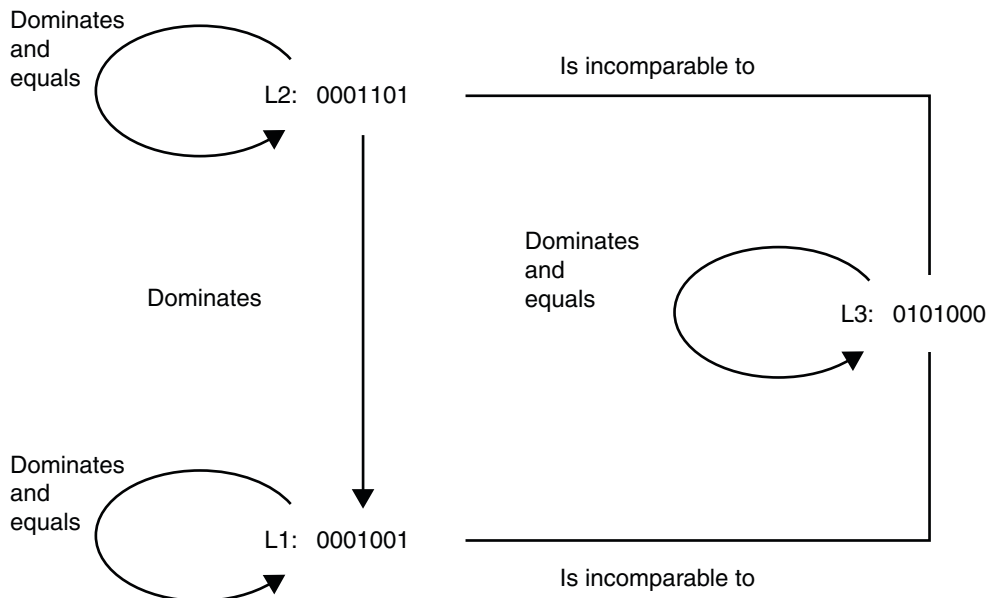 Dominates
and
equals
L2: 0001101
Is incomparable to
Dominates
and
equals
Dominates
L3: 0101000
Dominates
and
equals
L1: 0001001
Is incomparable to